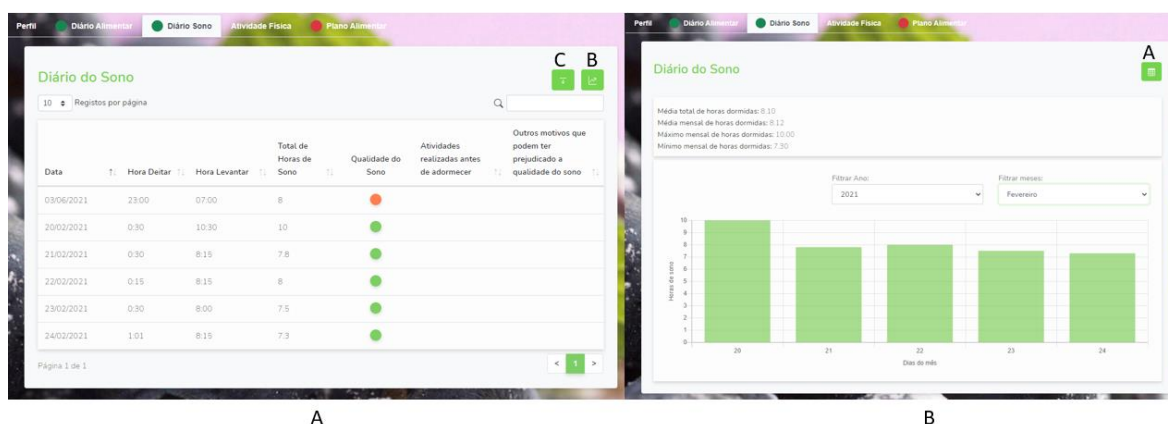 Perfil Diário Alimentar Diário Sono Atividade Física Plano Alimentar
C B
Diário do Sono
10 Registos por página
Data Hora Deitar Hora Levantar Total de Horas de Sono Qualidade do Sono Atividades realizadas antes de adormecer Outros motivos que podem ter prejudicado a qualidade do sono
03/06/2021 23:00 07:00 8
20/02/2021 0:30 10:30 10
21/02/2021 0:30 8:15 7.8
22/02/2021 0:15 8:15 8
23/02/2021 0:30 8:00 7.5
24/02/2021 1:01 8:15 7.3
Página 1 de 1
< 1 >
A
Perfil Diário Alimentar Diário Sono Atividade Física Plano Alimentar
A
Diário do Sono
Média total de horas dormidas: 8:10
Média mensal de horas dormidas: 8:12
Máximo mensal de horas dormidas: 10:00
Mínimo mensal de horas dormidas: 7:30
Filtrar Ano: Filtrar meses:
2021 Fevereiro
Horas de sono
10
9
8
7
6
5
4
3
2
1
0
20 21 22 23 24
Dias do mês
B